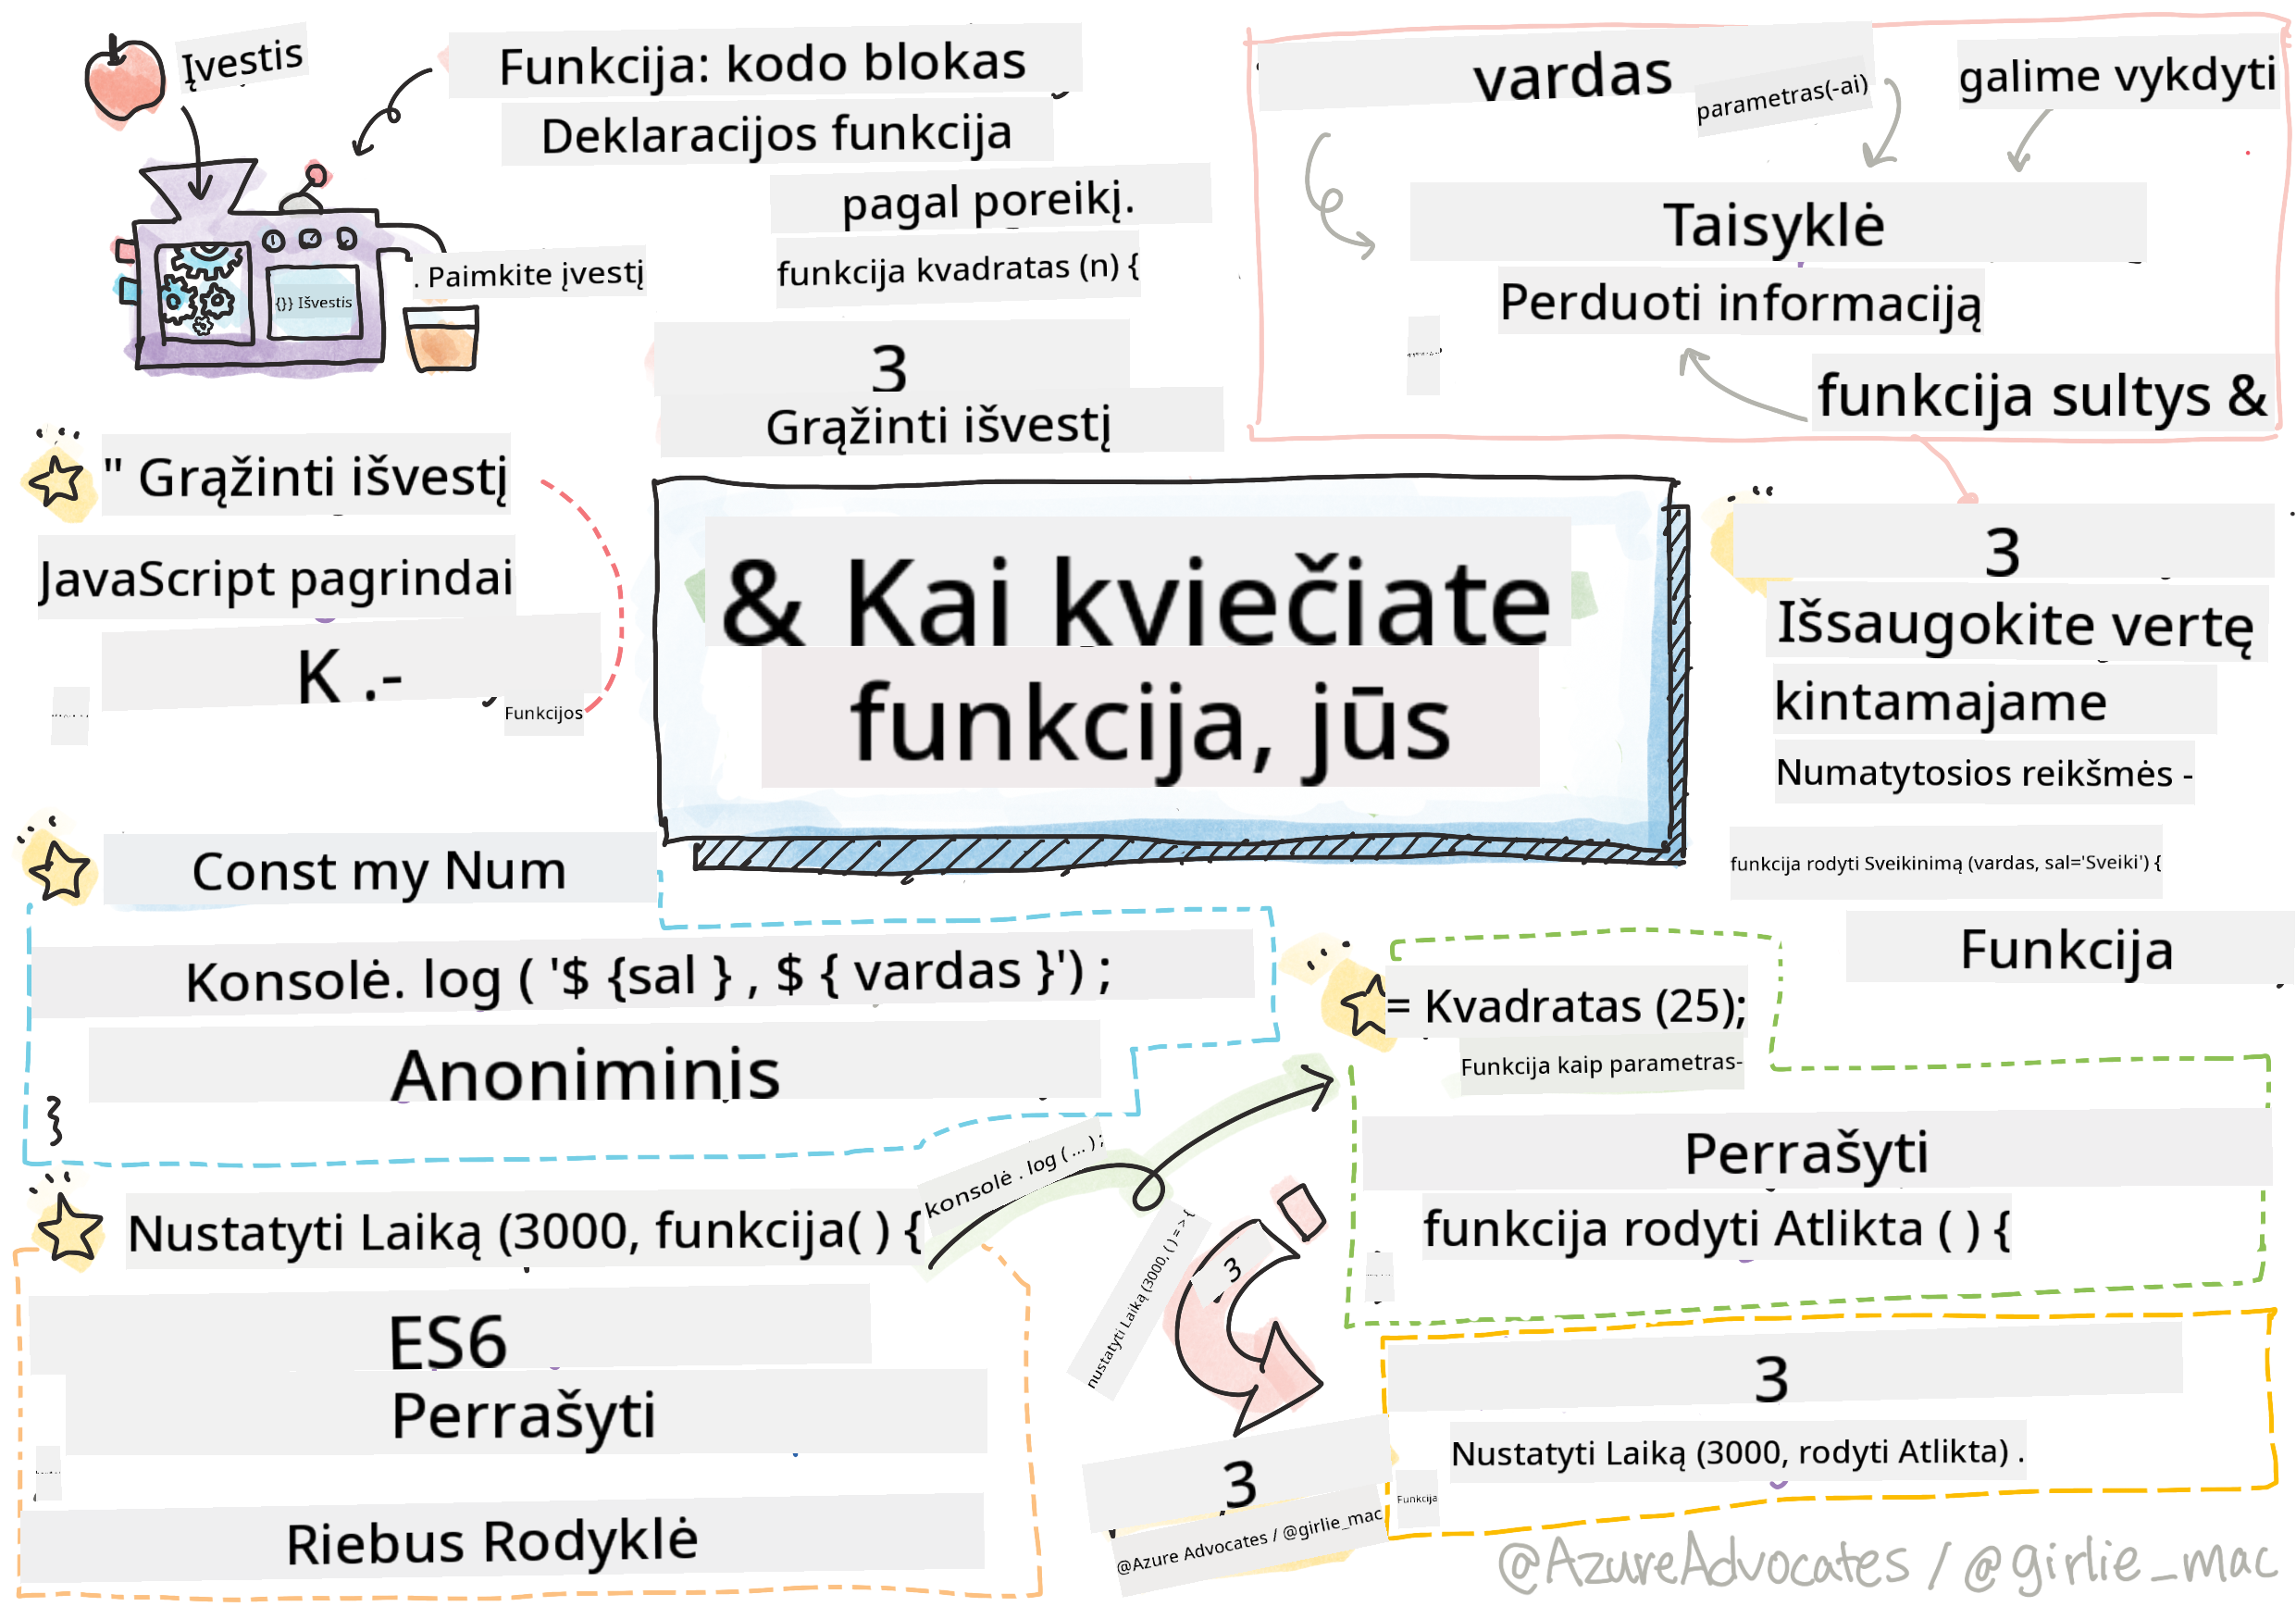 Įvestis
Funkcija: kodo blokas
Deklaracijos funkcija
pagal poreikį.
funkcija kvadratas (n) {
. Paimkite įvestį
{}} Išvestis
3
Grąžinti išvestį
vardas
parametras(-ai)
galime vykdyti
Taisyklė
Perduoti informaciją
funkcija sultys &
" Grąžinti išvestį
JavaScript pagrindai
K .-
Funkcijos
& Kai kviečiate
funkcija, jūs
3
Išsaugokite vertę
kintamajame
Numatytosios reikšmės -
funkcija rodyti Sveikinimą (vardas, sal='Sveiki') {
Funkcija
Const my Num
Konsolė. log ( '$ {sal } , $ { vardas }') ;
Anoniminis
}
= Kvadratas (25);
Funkcija kaip parametras-
Perrašyti
funkcija rodyti Atlikta ( ) {
Nustatyti Laiką (3000, funkcija( ) {
konsolė . log ( ... ) ;
nustatyti Laiką (3000, ( ) = > {
3
ES6
Perrašyti
Riebus Rodyklė
3
@Azure Advocates / @girlie_mac
3
Nustatyti Laiką (3000, rodyti Atlikta) .
Funkcija
@AzureAdvocates / @girlie_mac